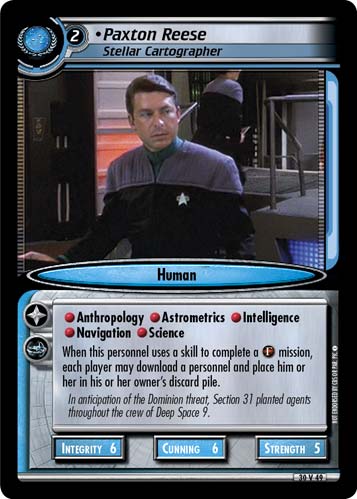 2
•Paxton Reese
Stellar Cartographer
Human
Anthropology Astrometrics Intelligence
Navigation Science
When this personnel uses a skill to complete a F mission,
each player may download a personnel and place him or
her in his or her owner's discard pile.
In anticipation of the Dominion threat, Section 31 planted agents
throughout the crew of Deep Space 9.
INTEGRITY 6 CUNNING 6 STRENGTH 5
30 V 49